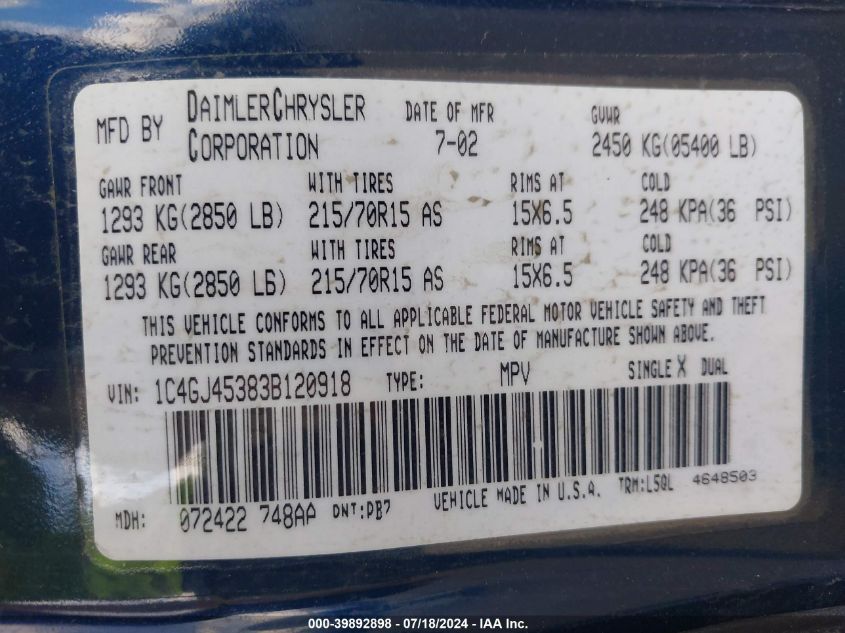 MFD BY DAIMLERCHRYSLER CORPORATION DATE OF MFR 7-02 GVWR 2450 KG(05400 LB)
GAWR FRONT WITH TIRES RIMS AT COLD
1293 KG(2850 LB) 215/70R15 AS 15X6.5 248 KPA(36 PSI)
GAWR REAR WITH TIRES RIMS AT COLD
1293 KG(2850 LB) 215/70R15 AS 15X6.5 248 KPA(36 PSI)
THIS VEHICLE CONFORMS TO ALL APPLICABLE FEDERAL MOTOR VEHICLE SAFETY AND THEFT
PREVENTION STANDARDS IN EFFECT ON THE DATE OF MANUFACTURE SHOWN ABOVE.
VIN: 1C4GJ45383B120918 TYPE: MPV SINGLE X DUAL
MDH: 072422 748AA PNT:PB7 VEHICLE MADE IN U.S.A. TRM:L5QL 4648503
000-39892898 - 07/18/2024 - IAA Inc.